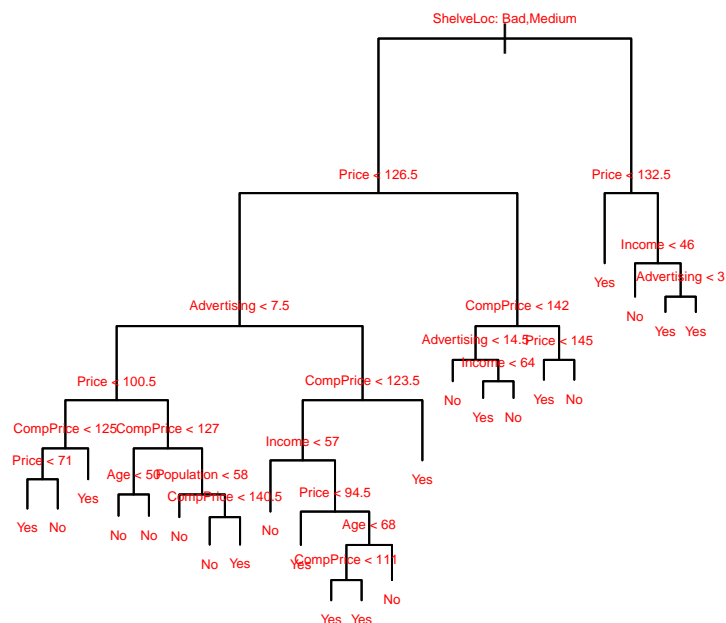 ShelveLoc: Bad,Medium
Price < 126.5
Price < 132.5
Income < 46
Advertising < 3
Yes
No
Yes
Yes
Advertising < 7.5
CompPrice < 142
Advertising < 14.5
Price < 145
Income < 64
No
Yes
No
Yes
No
Price < 100.5
CompPrice < 123.5
CompPrice < 125
CompPrice < 127
Income < 57
Yes
Price < 71
Yes
Age < 50
Population < 58
CompPrice < 140.5
Price < 94.5
Yes
No
No
No
No
No
Yes
No
Yes
Age < 68
CompPrice < 111
No
Yes
Yes